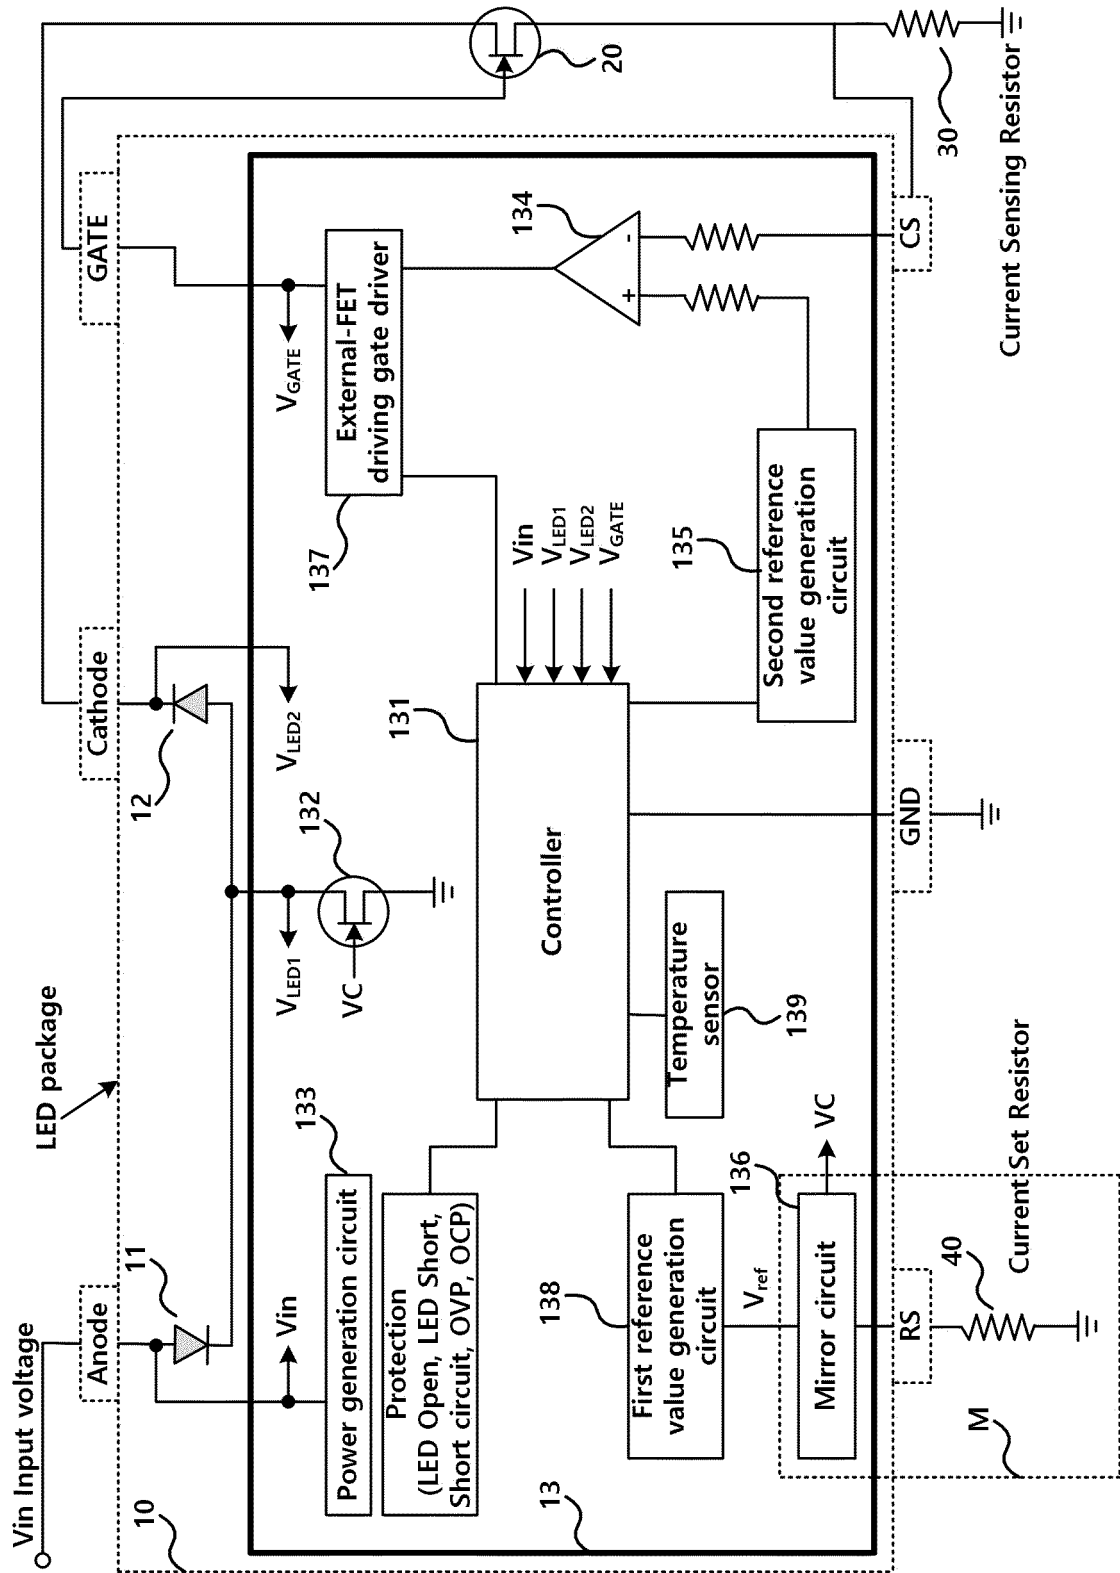 Vin Input voltage
LED package
10
Anode
Cathode
GATE
11
12
20
30
Current Sensing Resistor
Vin
VLED1
VLED2
VGATE
VC
132
133
Power generation circuit
Protection
(LED Open, LED Short,
Short circuit, OVP, OCP)
137
External-FET
driving gate driver
134
+
-
131
Controller
Vin
VLED1
VLED2
VGATE
135
Second reference
value generation
circuit
Temperature
sensor
139
138
First reference
value generation
circuit
Vref
136
Mirror circuit
VC
13
RS
GND
CS
40
Current Set Resistor
M